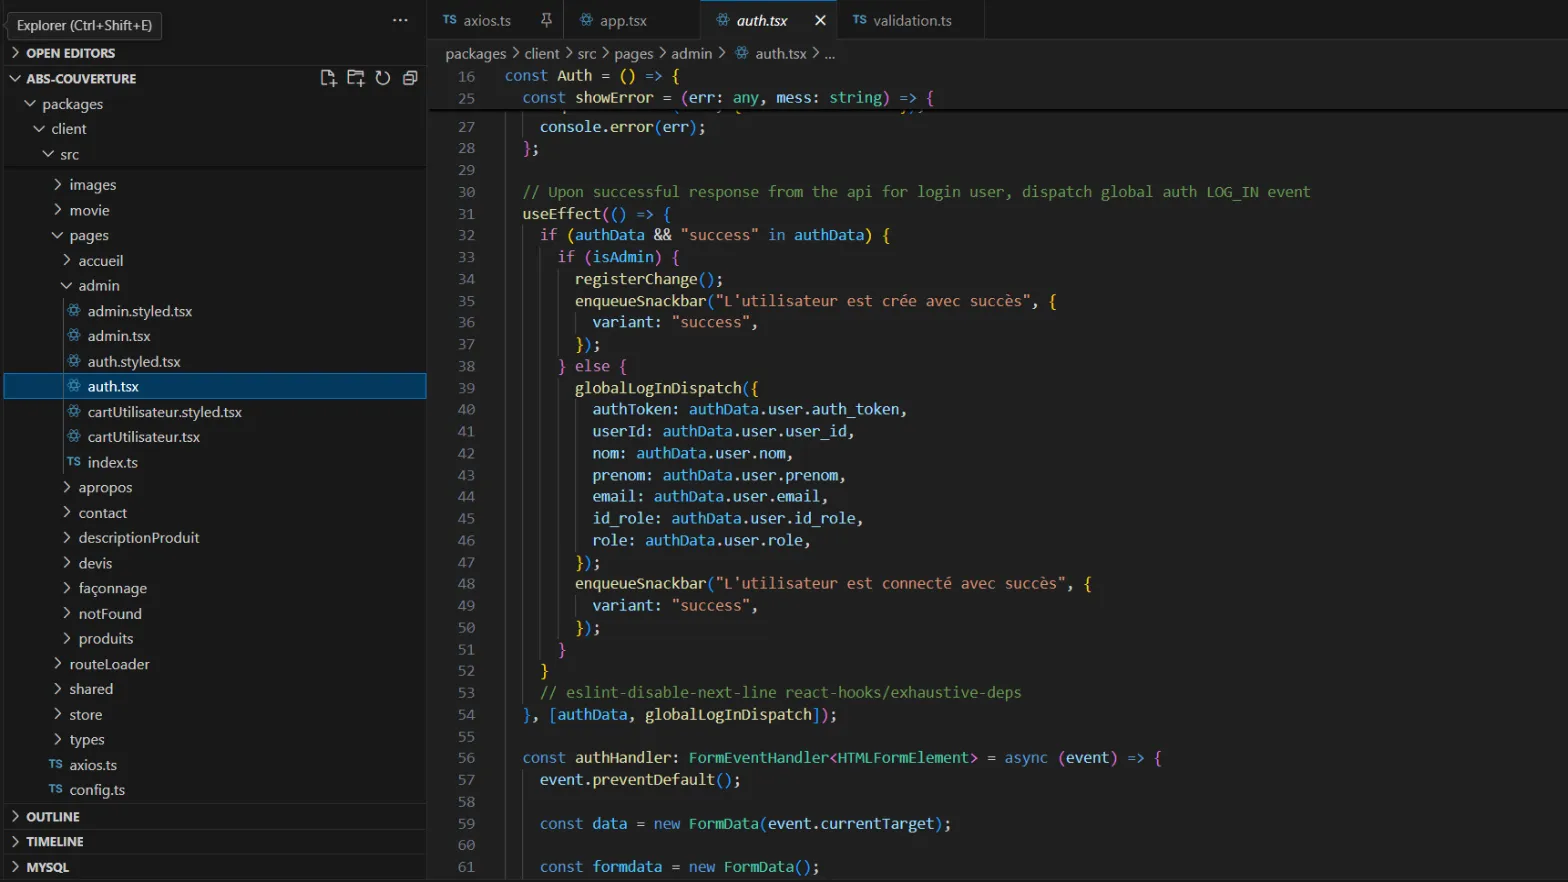 Explorer (Ctrl+Shift+E)
OPEN EDITORS
ABS-COUVERTURE
packages
client
src
images
movie
pages
accueil
admin
admin.styled.tsx
admin.tsx
auth.styled.tsx
auth.tsx
cartUtilisateur.styled.tsx
cartUtilisateur.tsx
TS index.ts
apropos
contact
descriptionProduit
devis
façonnage
notFound
produits
routeLoader
shared
store
types
TS axios.ts
TS config.ts
OUTLINE
TIMELINE
MYSQL
TS axios.ts app.tsx auth.tsx TS validation.ts
packages > client > src > pages > admin > auth.tsx > ...
16 const Auth = () => {
25 const showError = (err: any, mess: string) => {
27 console.error(err);
28 };
29
30 // Upon successful response from the api for login user, dispatch global auth LOG_IN event
31 useEffect(() => {
32 if (authData && "success" in authData) {
33 if (isAdmin) {
34 registerChange();
35 enqueueSnackbar("L'utilisateur est crée avec succès", {
36 variant: "success",
37 });
38 } else {
39 globalLogInDispatch({
40 authToken: authData.user.auth_token,
41 userId: authData.user.user_id,
42 nom: authData.user.nom,
43 prenom: authData.user.prenom,
44 email: authData.user.email,
45 id_role: authData.user.id_role,
46 role: authData.user.role,
47 });
48 enqueueSnackbar("L'utilisateur est connecté avec succès", {
49 variant: "success",
50 });
51 }
52 }
53 // eslint-disable-next-line react-hooks/exhaustive-deps
54 }, [authData, globalLogInDispatch]);
55
56 const authHandler: FormEventHandler<HTMLFormElement> = async (event) => {
57 event.preventDefault();
58
59 const data = new FormData(event.currentTarget);
60
61 const formdata = new FormData();